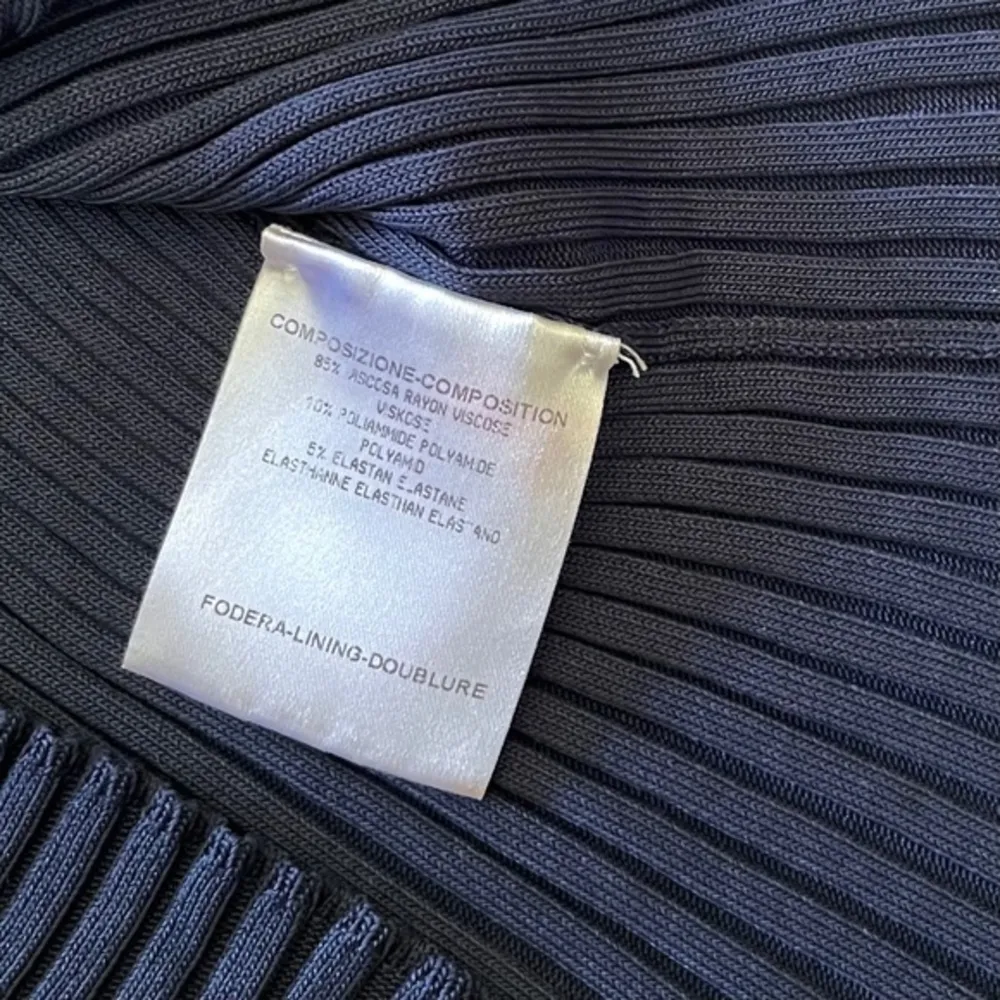 COMPOSIZIONE-COMPOSITION
85% VISCOSA RAYON VISCOSE
VISKOSE
10% POLIAMMIDE POLYAMIDE
POLYAMID
5% ELASTAN ELASTANE
ELASTHANNE ELASTHAN ELASTANO
FODERA-LINING-DOUBLURE